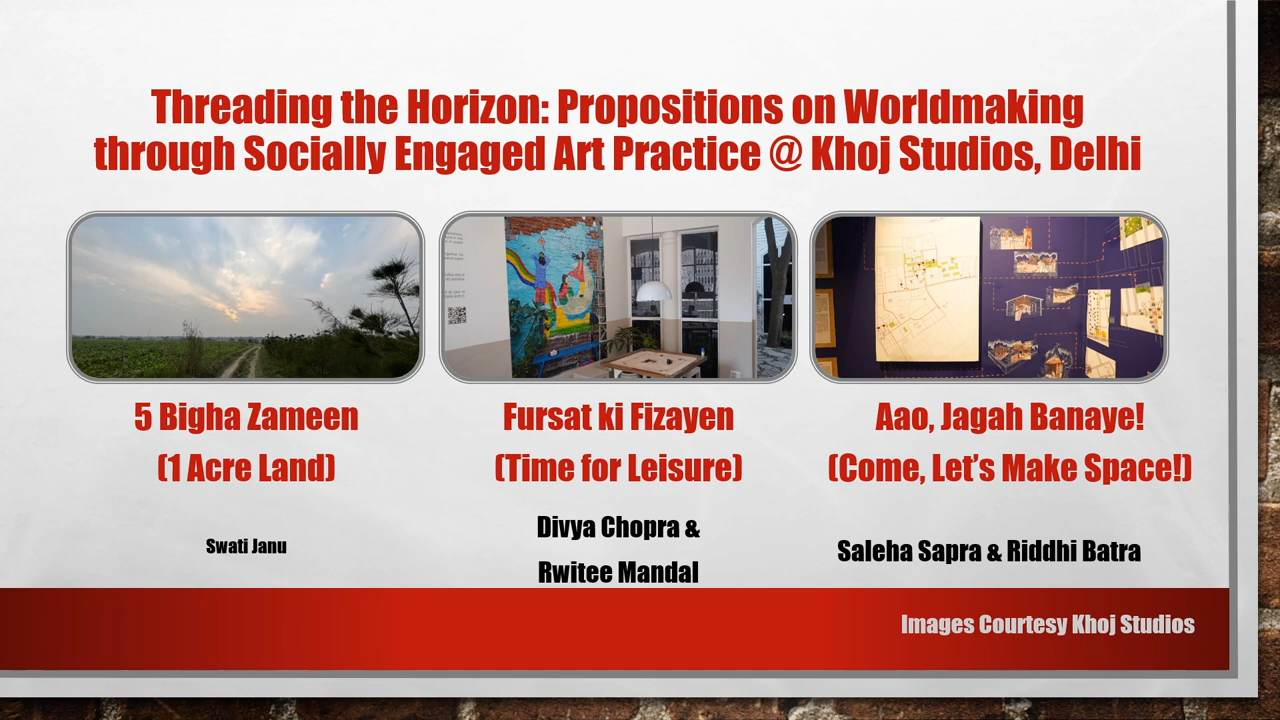 Threading the Horizon: Propositions on Worldmaking
through Socially Engaged Art Practice @ Khoj Studios, Delhi
5 Bigha Zameen
(1 Acre Land)
Swati Janu
Fursat ki Fizayen
(Time for Leisure)
Divya Chopra &
Rwitee Mandal
Aao, Jagah Banaye!
(Come, Let’s Make Space!)
Saleha Sapra & Riddhi Batra
Images Courtesy Khoj Studios